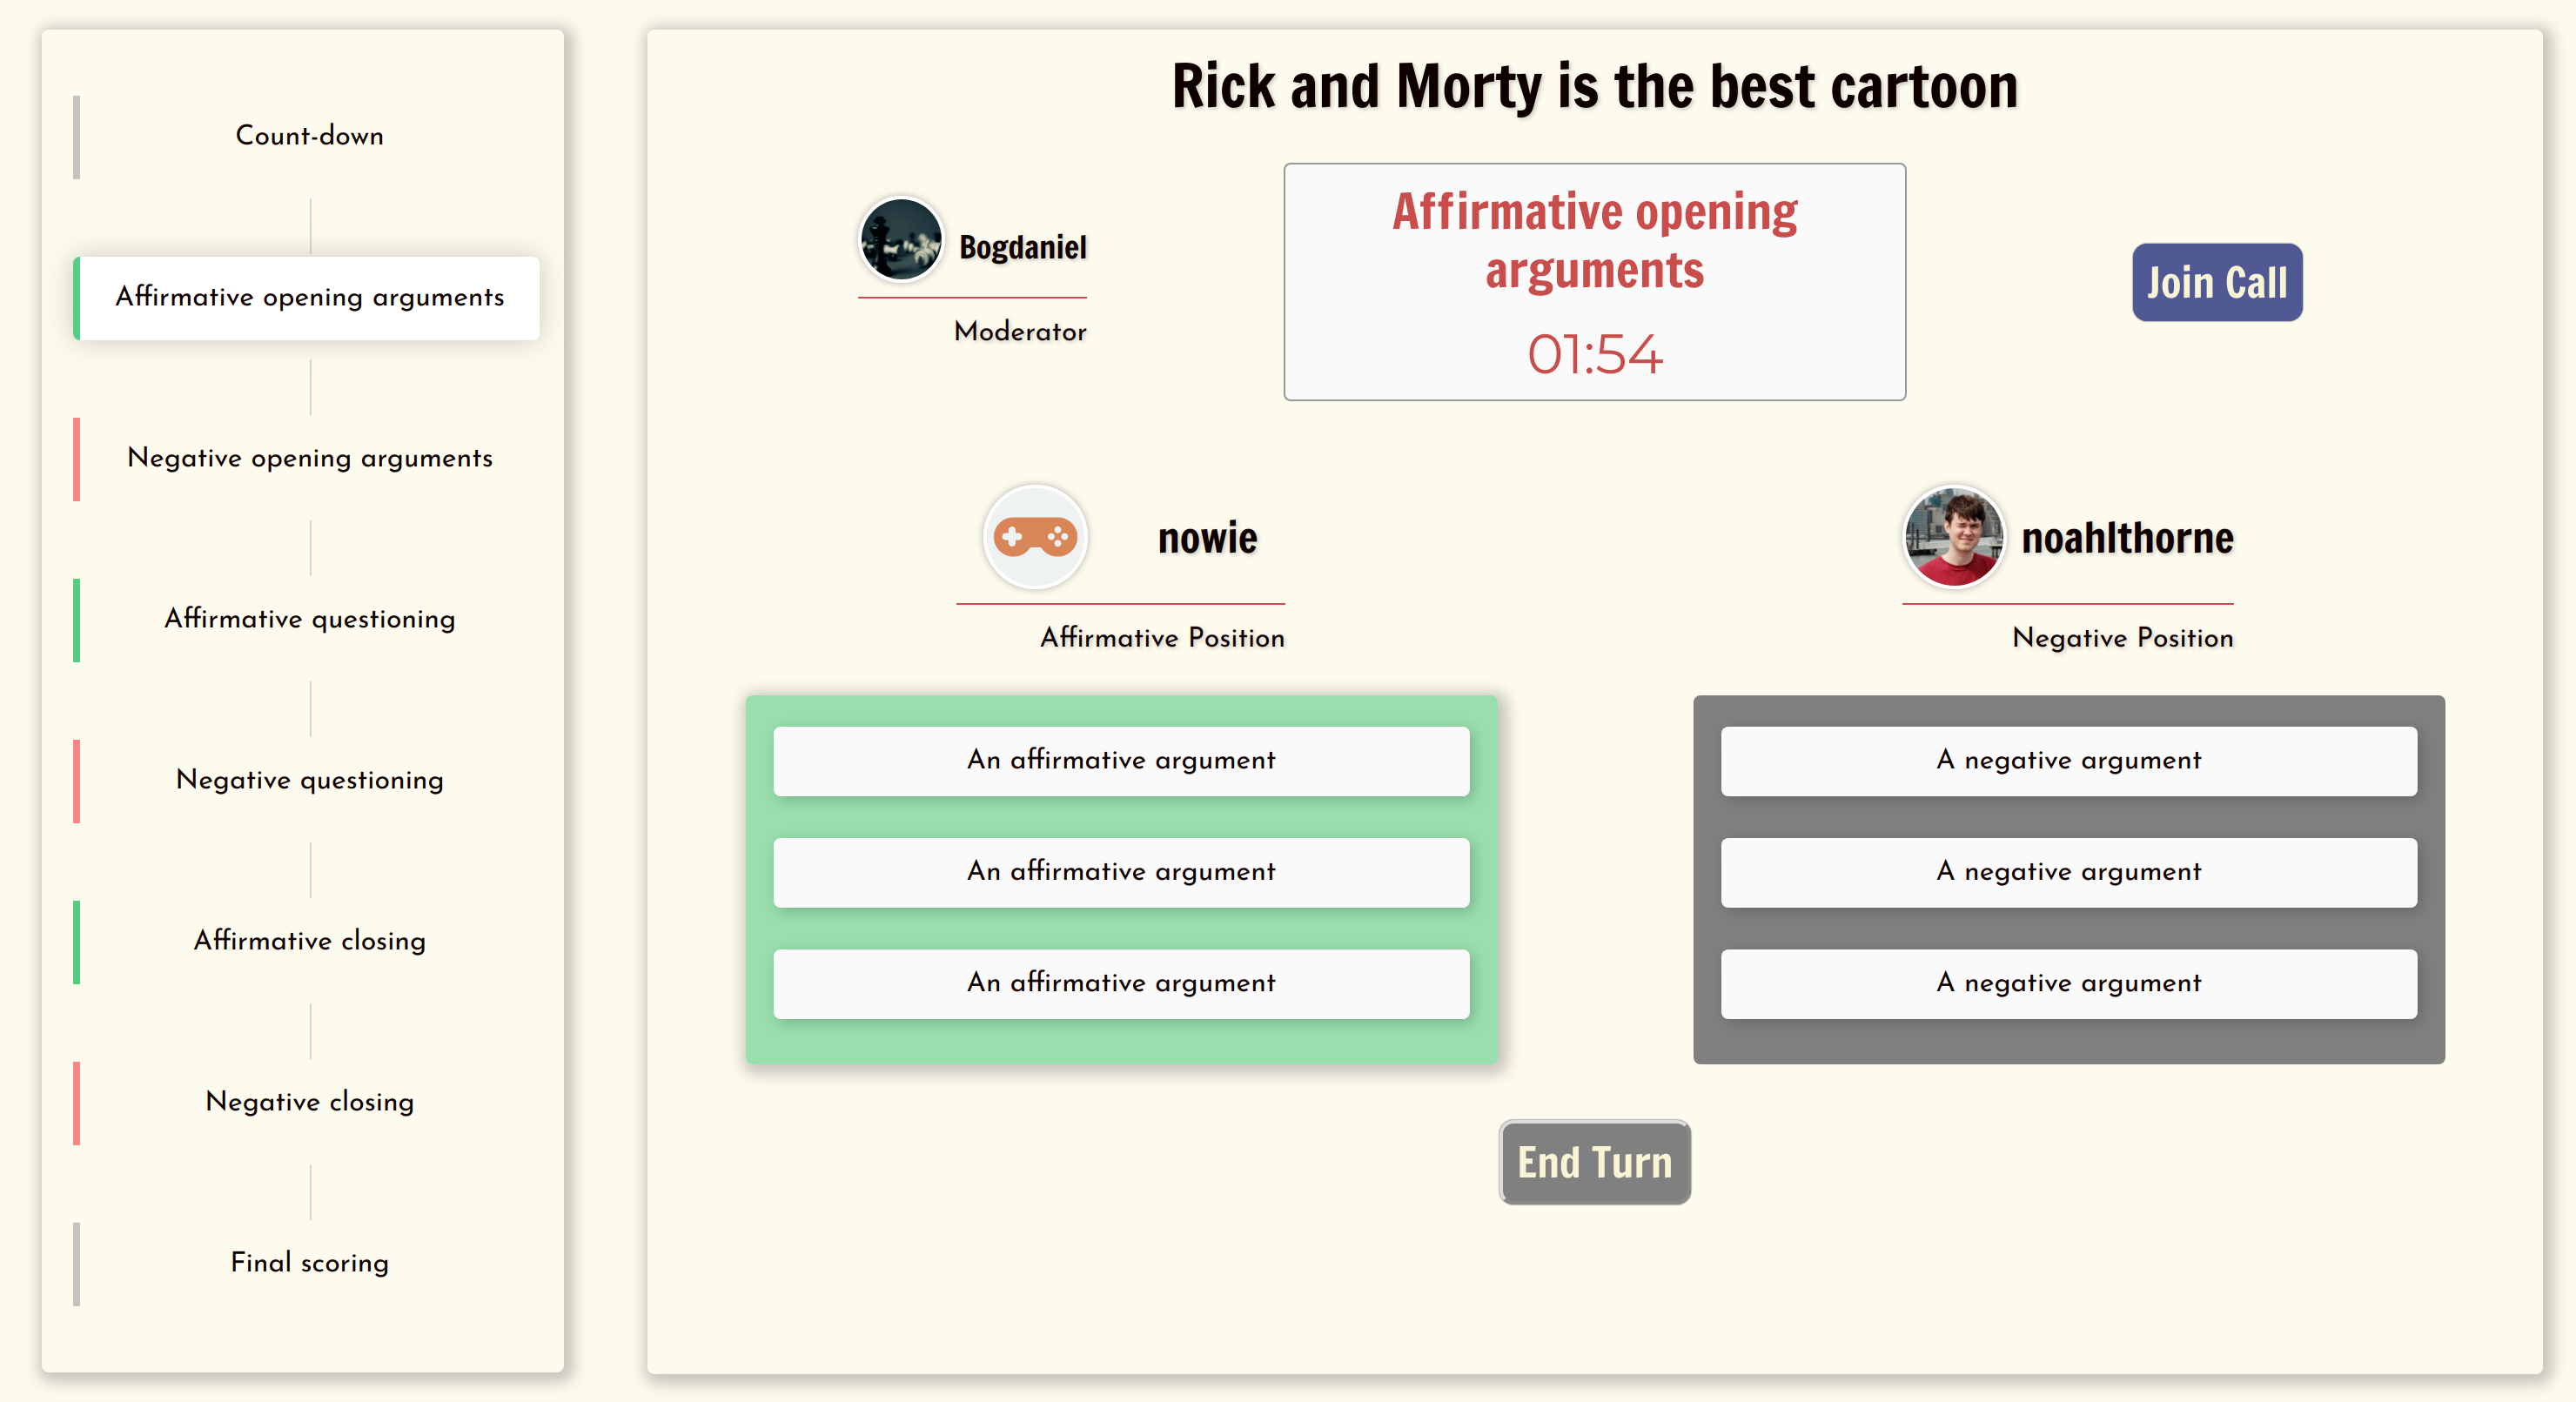 Count-down
Affirmative opening arguments
Negative opening arguments
Affirmative questioning
Negative questioning
Affirmative closing
Negative closing
Final scoring
Rick and Morty is the best cartoon
Bogdaniel
Moderator
Affirmative opening
arguments
01:54
Join Call
nowie
Affirmative Position
noahlthorne
Negative Position
An affirmative argument
An affirmative argument
An affirmative argument
A negative argument
A negative argument
A negative argument
End Turn